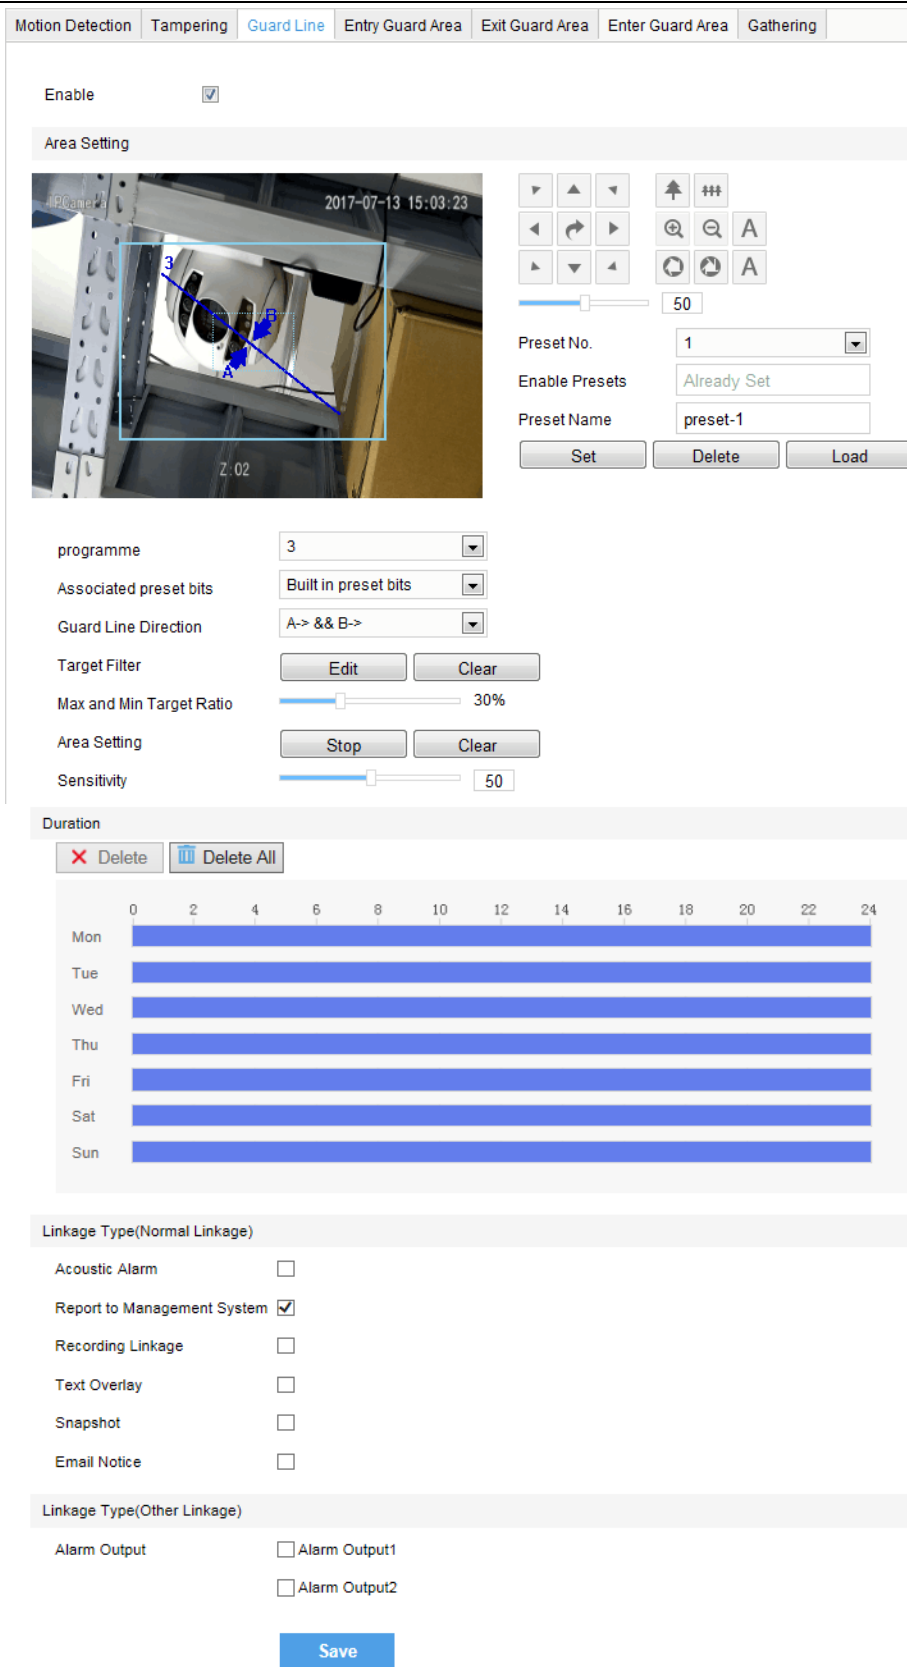 Motion Detection Tampering Guard Line Entry Guard Area Exit Guard Area Enter Guard Area Gathering
Enable
Area Setting
IPCamera 2017-07-13 15:03:23
3
B
A
Z:02
A
A
50
Preset No. 1
Enable Presets Already Set
Preset Name preset-1
Set Delete Load
programme 3
Associated preset bits Built in preset bits
Guard Line Direction A-> && B->
Target Filter Edit Clear
Max and Min Target Ratio 30%
Area Setting Stop Clear
Sensitivity 50
Duration
Delete Delete All
0 2 4 6 8 10 12 14 16 18 20 22 24
Mon
Tue
Wed
Thu
Fri
Sat
Sun
Linkage Type(Normal Linkage)
Acoustic Alarm
Report to Management System
Recording Linkage
Text Overlay
Snapshot
Email Notice
Linkage Type(Other Linkage)
Alarm Output Alarm Output1
Alarm Output2
Save